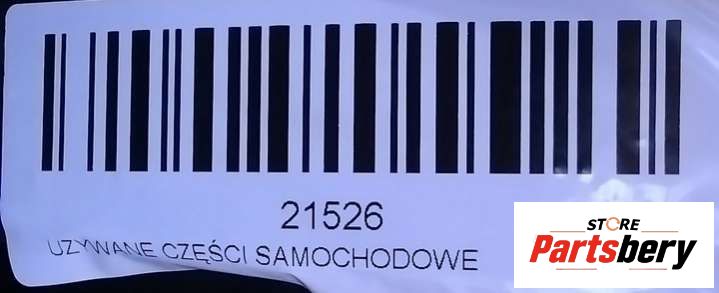 21526
UZYWANE CZĘŚCI SAMOCHODOWE
STORE
Partsbery